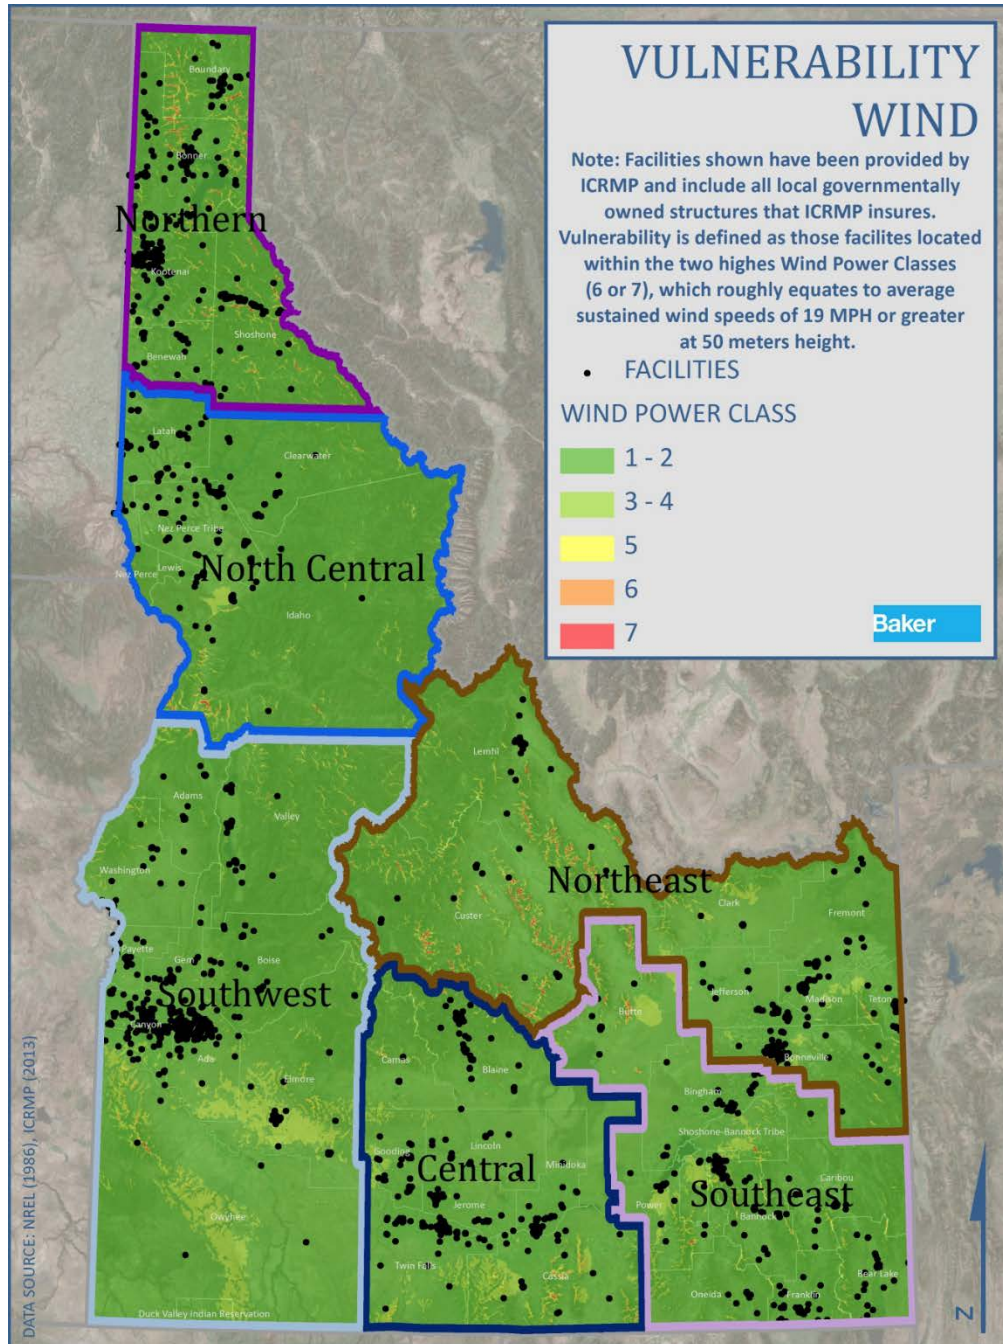 VULNERABILITY
WIND
Note: Facilities shown have been provided by
ICRMP and include all local governmentally
owned structures that ICRMP insures.
Vulnerability is defined as those facilites located
within the two highes Wind Power Classes
(6 or 7), which roughly equates to average
sustained wind speeds of 19 MPH or greater
at 50 meters height.
FACILITIES
WIND POWER CLASS
1 - 2
3 - 4
5
6
7
Baker
Boundary
Bonner
Northern
Kootenai
Shoshone
Benewah
Latah
Clearwater
Nez Perce Tribe
Nez Perce
Lewis
North Central
Idaho
Lemhi
Adams
Valley
Washington
Northeast
Clark
Fremont
Custer
Payette
Gem
Boise
Southwest
Canyon
Ada
Elmore
Jefferson
Madison
Teton
Butte
Bonneville
Camas
Blaine
Bingham
Shoshone-Bannock Tribe
Gooding
Lincoln
Central
Minidoka
Jerome
Power
Southeast
Caribou
Bannock
Owyhee
Twin Falls
Cassia
Oneida
Franklin
Bear Lake
Duck Valley Indian Reservation
DATA SOURCE: NREL (1986), ICRMP (2013)
N